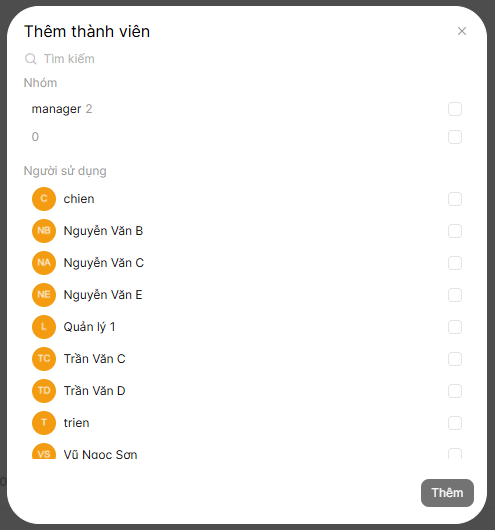 Thêm thành viên
Tìm kiếm
Nhóm
manager 2
0
Người sử dụng
C chien
NB Nguyễn Văn B
NA Nguyễn Văn C
NE Nguyễn Văn E
L Quản lý 1
TC Trần Văn C
TD Trần Văn D
T trien
VS Vũ Ngọc Sơn
Thêm